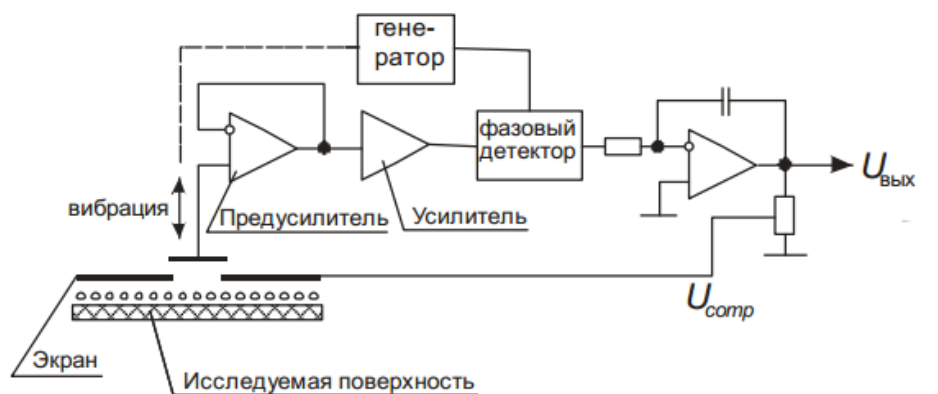 гене-
ратор
фазовый
детектор
U вых
вибрация
Предусилитель
Усилитель
U comp
Экран
Исследуемая поверхность